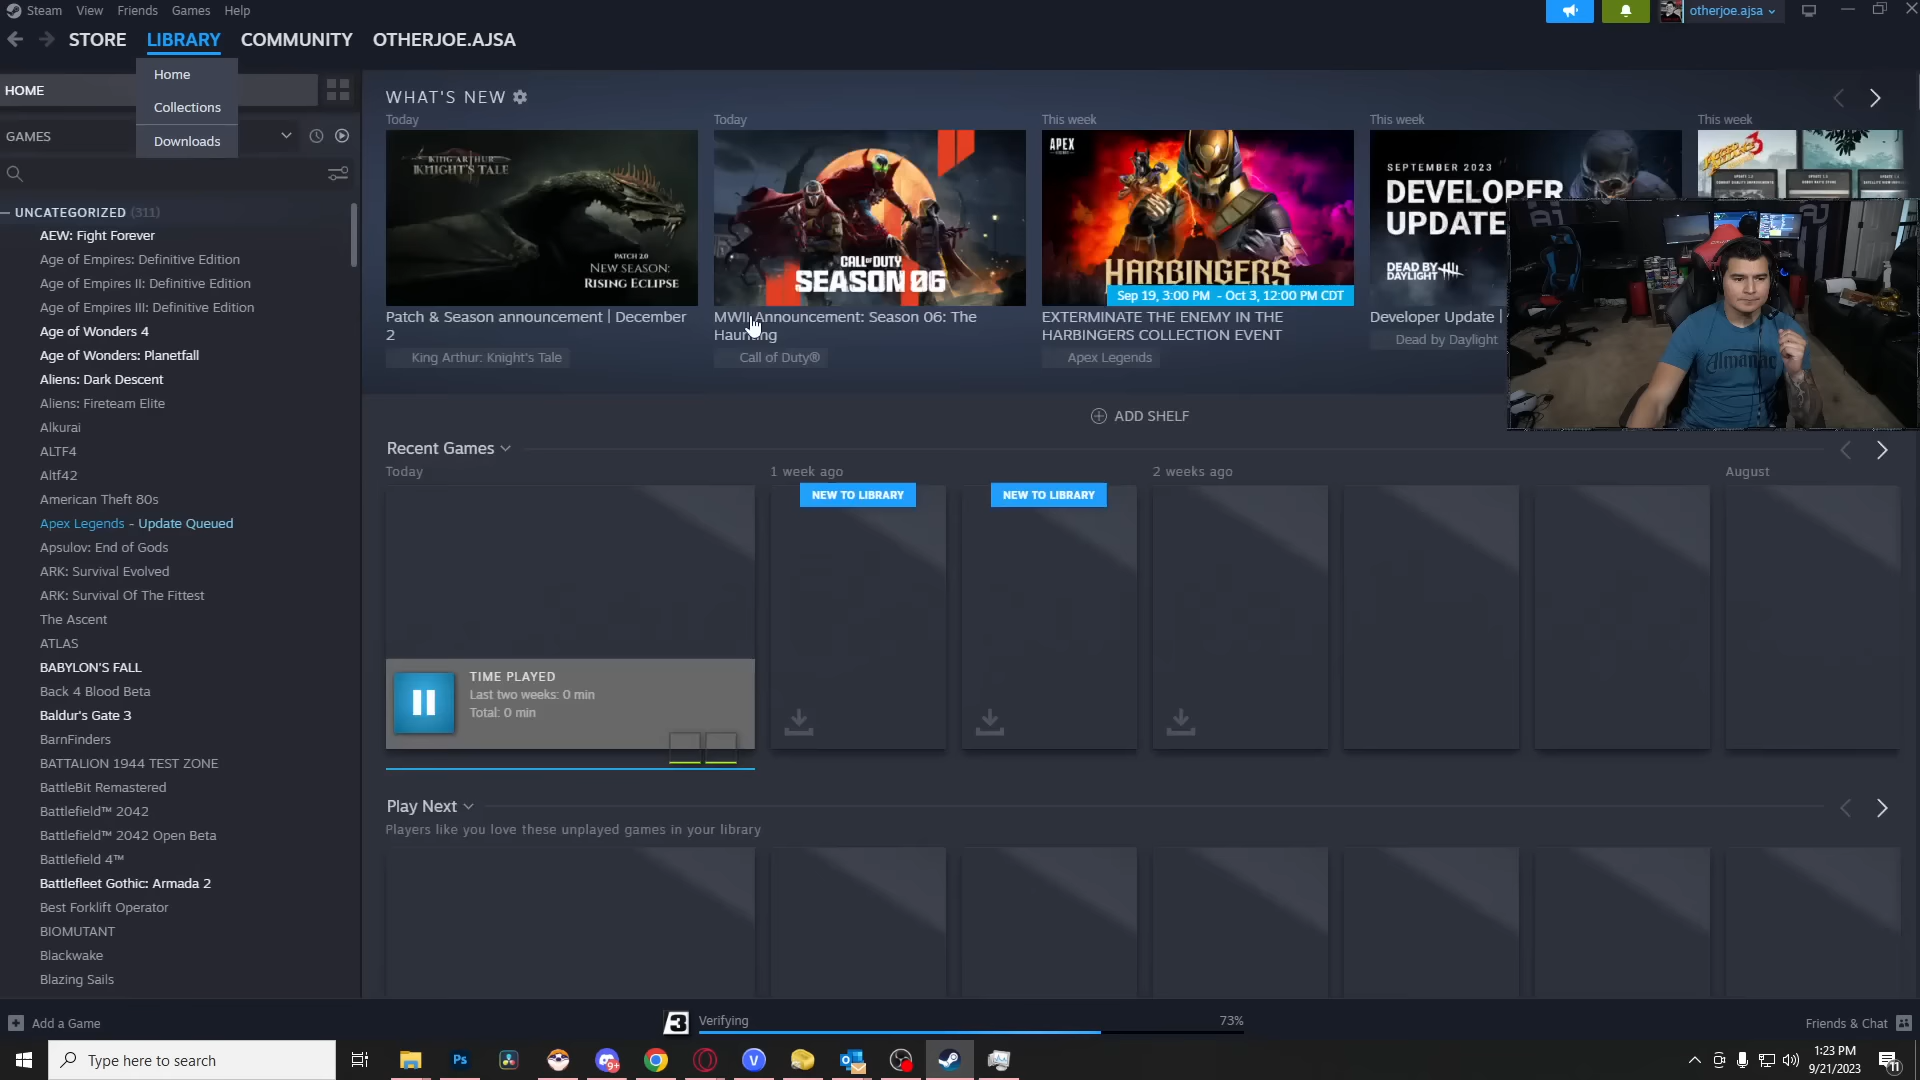 Steam View Friends Games Help
otherjoe.ajsa
STORE LIBRARY COMMUNITY OTHERJOE.AJSA
Home
Collections
Downloads
HOME
GAMES
UNCATEGORIZED (311)
AEW: Fight Forever
Age of Empires: Definitive Edition
Age of Empires II: Definitive Edition
Age of Empires III: Definitive Edition
Age of Wonders 4
Age of Wonders: Planetfall
Aliens: Dark Descent
Aliens: Fireteam Elite
Alkurai
ALTF4
Altf42
American Theft 80s
Apex Legends - Update Queued
Apsulov: End of Gods
ARK: Survival Evolved
ARK: Survival Of The Fittest
The Ascent
ATLAS
BABYLON'S FALL
Back 4 Blood Beta
Baldur's Gate 3
BarnFinders
BATTALION 1944 TEST ZONE
BattleBit Remastered
Battlefield™ 2042
Battlefield™ 2042 Open Beta
Battlefield 4™
Battlefleet Gothic: Armada 2
Best Forklift Operator
BIOMUTANT
Blackwake
Blazing Sails
WHAT'S NEW
Today
KING ARTHUR
KNIGHT'S TALE
PATCH 2.0
NEW SEASON:
RISING ECLIPSE
Patch & Season announcement | December
2
King Arthur: Knight's Tale
Today
CALL OF DUTY
SEASON 06
MWII Announcement: Season 06: The
Haunting
Call of Duty®
This week
APEX
HARBINGERS
Sep 19, 3:00 PM - Oct 3, 12:00 PM CDT
EXTERMINATE THE ENEMY IN THE
HARBINGERS COLLECTION EVENT
Apex Legends
This week
SEPTEMBER 2023
DEVELOPER
UPDATE
DEAD BY
DAYLIGHT
Developer Update |
Dead by Daylight
This week
Almanac
ADD SHELF
Recent Games
Today
1 week ago
2 weeks ago
August
NEW TO LIBRARY
NEW TO LIBRARY
TIME PLAYED
Last two weeks: 0 min
Total: 0 min
Play Next
Players like you love these unplayed games in your library
Add a Game
3 Verifying 73%
Friends & Chat
Type here to search
Ps
9+
V
1:23 PM
9/21/2023
11